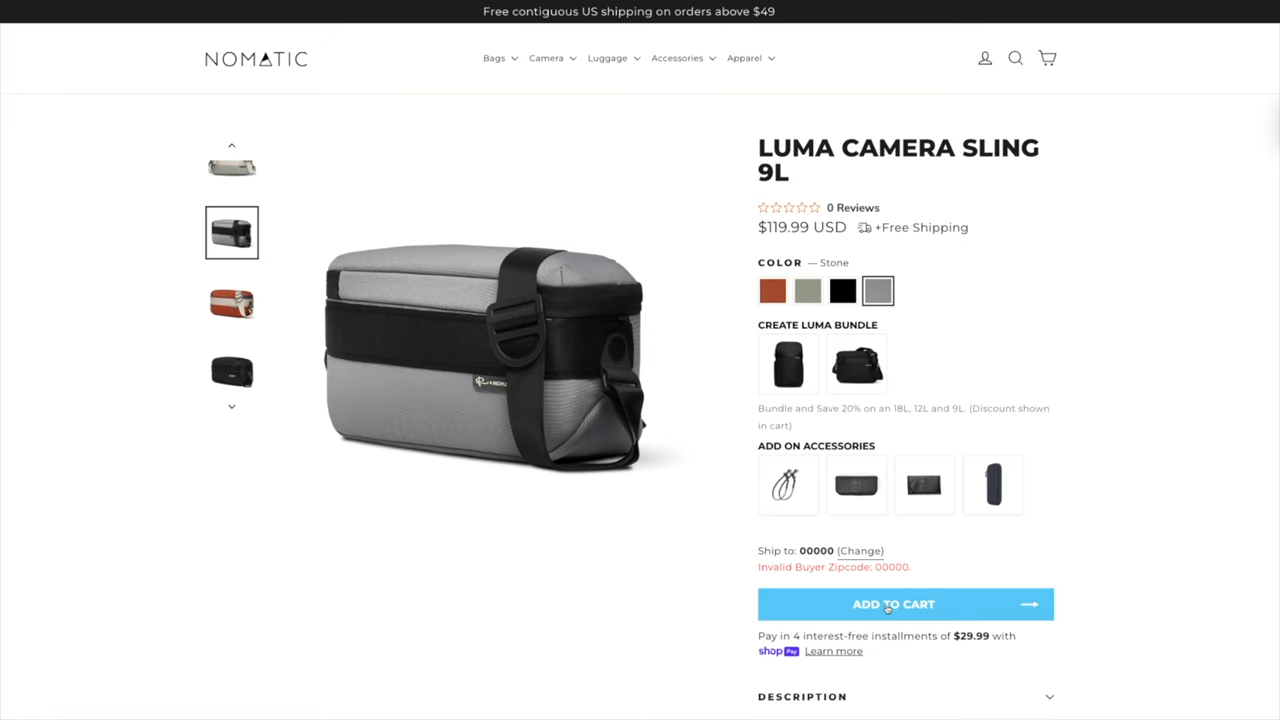 Free contiguous US shipping on orders above $49
NOMATIC
Bags
Camera
Luggage
Accessories
Apparel
LUMA CAMERA SLING
9L
0 Reviews
$119.99 USD
+Free Shipping
COLOR — Stone
CREATE LUMA BUNDLE
Bundle and Save 20% on an 18L, 12L and 9L. (Discount shown
in cart)
ADD ON ACCESSORIES
Ship to: 00000 (Change)
Invalid Buyer Zipcode: 00000.
ADD TO CART
Pay in 4 interest-free installments of $29.99 with
shop Pay Learn more
DESCRIPTION